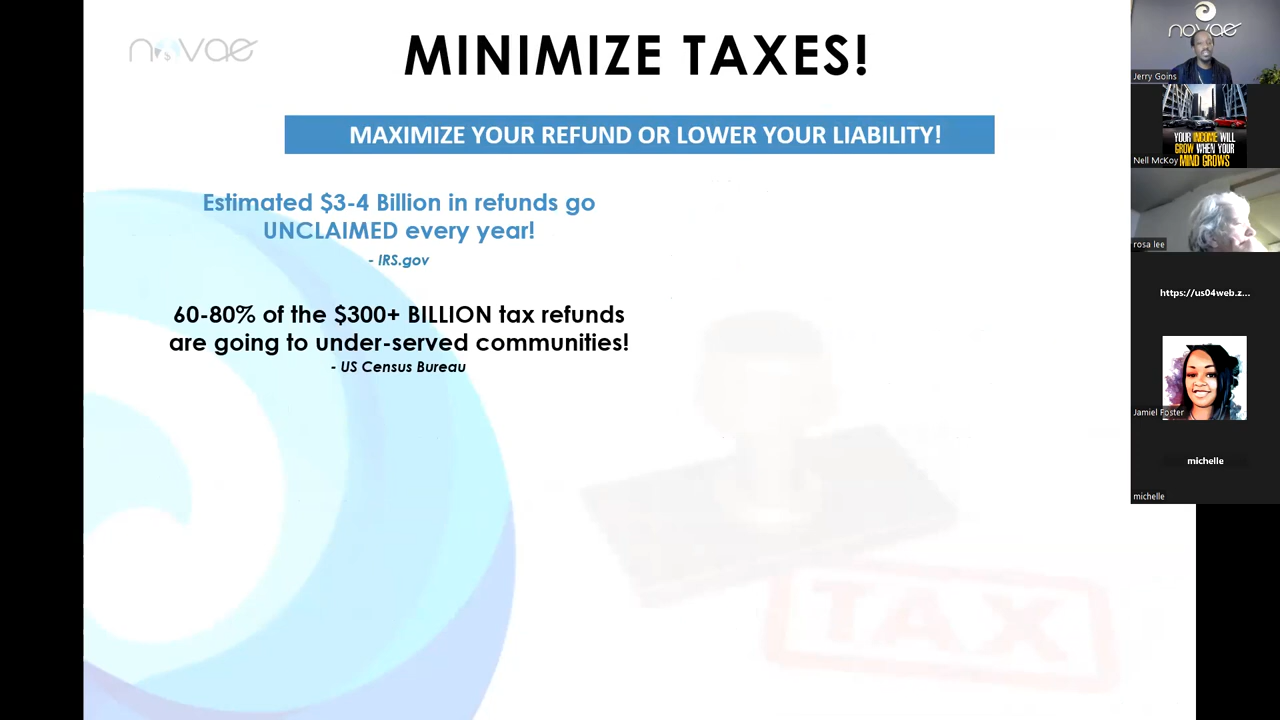 novae
MINIMIZE TAXES!
MAXIMIZE YOUR REFUND OR LOWER YOUR LIABILITY!
Estimated $3-4 Billion in refunds go
UNCLAIMED every year!
- IRS.gov
60-80% of the $300+ BILLION tax refunds
are going to under-served communities!
- US Census Bureau
TAX
novae
Jerry Goins
YOUR INCOME WILL
GROW WHEN YOUR
MIND GROWS
Nell McKoy
rosa lee
https://us04web.z...
Jamiel Foster
michelle
michelle